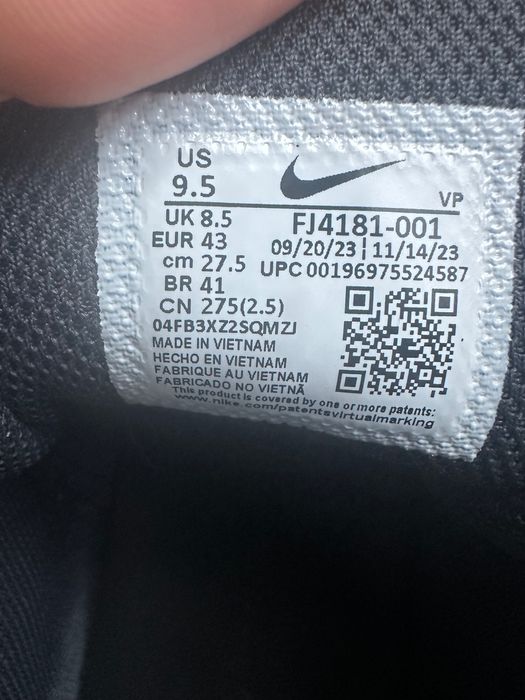 US
9.5
VP
UK 8.5
FJ4181-001
EUR 43
09/20/23 | 11/14/23
cm 27.5
UPC 00196975524587
BR 41
CN 275(2.5)
04FB3XZ2SQMZJ
MADE IN VIETNAM
HECHO EN VIETNAM
FABRIQUE AU VIETNAM
FABRICADO NO VIETNÃ
This product is covered by one or more patents:
www.nike.com/patentsvirtualmarking